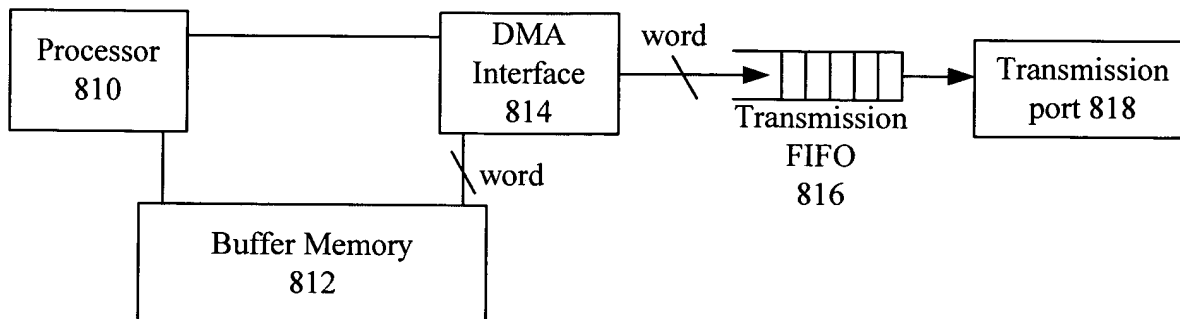 Processor
810
DMA
Interface
814
word
Transmission
FIFO
816
Transmission
port 818
word
Buffer Memory
812